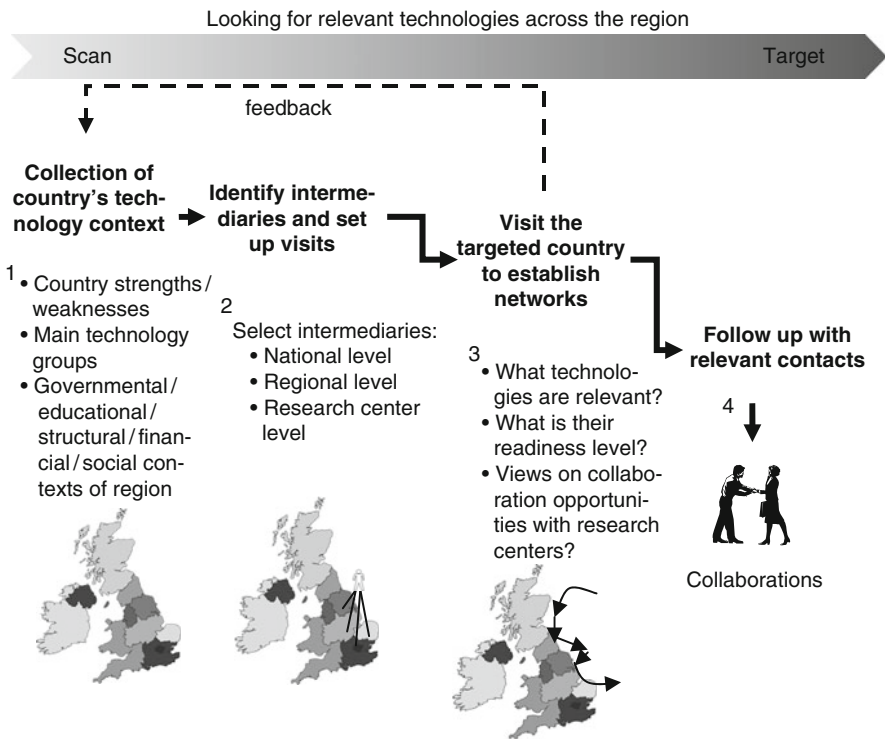 Looking for relevant technologies across the region
Scan
Target
feedback
Collection of
country's tech-
nology context
Identify interme-
diaries and set
up visits
Visit the
targeted country
to establish
networks
Follow up with
relevant contacts
1
• Country strengths/
weaknesses
• Main technology
groups
• Governmental/
educational/
structural/finan-
cial/social con-
texts of region
2
Select intermediaries:
• National level
• Regional level
• Research center
level
3
• What technolo-
gies are relevant?
• What is their
readiness level?
• Views on collabo-
ration opportuni-
ties with research
centers?
4
Collaborations